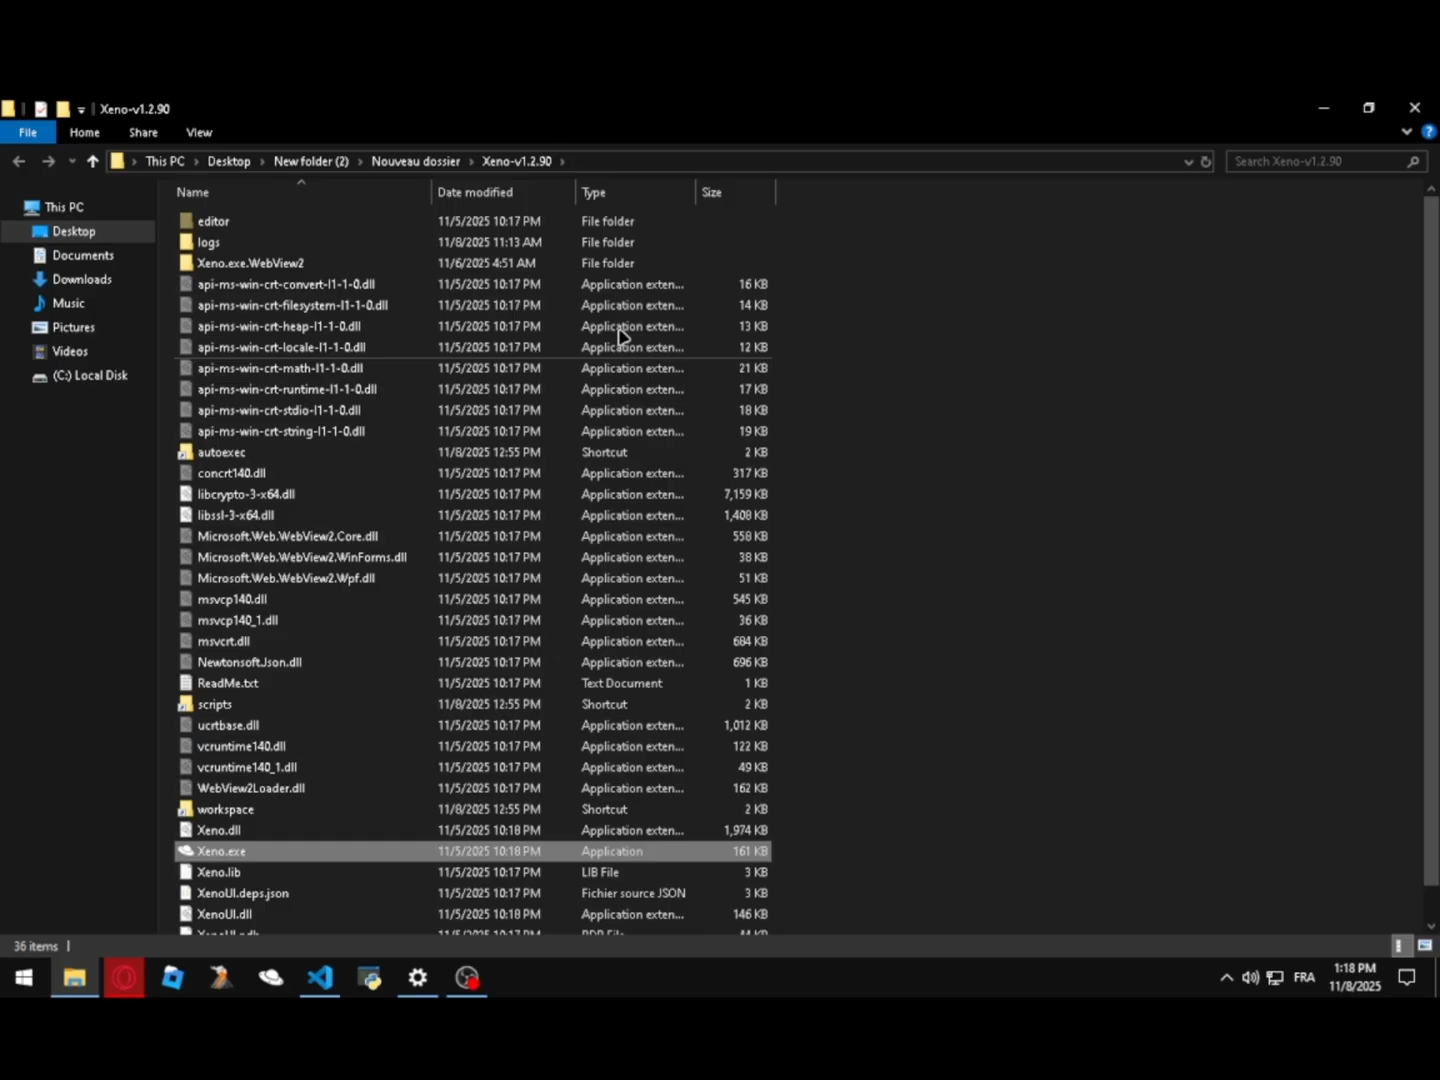 Xeno-v1.2.90
File Home Share View
This PC Desktop New folder (2) Nouveau dossier Xeno-v1.2.90 Search Xeno-v1.2.90
Name Date modified Type Size
This PC
Desktop
Documents
Downloads
Music
Pictures
Videos
(C:) Local Disk
editor 11/5/2025 10:17 PM File folder
logs 11/8/2025 11:13 AM File folder
Xeno.exe.WebView2 11/6/2025 4:51 AM File folder
api-ms-win-crt-convert-l1-1-0.dll 11/5/2025 10:17 PM Application exten... 16 KB
api-ms-win-crt-filesystem-l1-1-0.dll 11/5/2025 10:17 PM Application exten... 14 KB
api-ms-win-crt-heap-l1-1-0.dll 11/5/2025 10:17 PM Application exten... 13 KB
api-ms-win-crt-locale-l1-1-0.dll 11/5/2025 10:17 PM Application exten... 12 KB
api-ms-win-crt-math-l1-1-0.dll 11/5/2025 10:17 PM Application exten... 21 KB
api-ms-win-crt-runtime-l1-1-0.dll 11/5/2025 10:17 PM Application exten... 17 KB
api-ms-win-crt-stdio-l1-1-0.dll 11/5/2025 10:17 PM Application exten... 18 KB
api-ms-win-crt-string-l1-1-0.dll 11/5/2025 10:17 PM Application exten... 19 KB
autoexec 11/8/2025 12:55 PM Shortcut 2 KB
concrt140.dll 11/5/2025 10:17 PM Application exten... 317 KB
libcrypto-3-x64.dll 11/5/2025 10:17 PM Application exten... 7,159 KB
libssl-3-x64.dll 11/5/2025 10:17 PM Application exten... 1,408 KB
Microsoft.Web.WebView2.Core.dll 11/5/2025 10:17 PM Application exten... 558 KB
Microsoft.Web.WebView2.WinForms.dll 11/5/2025 10:17 PM Application exten... 38 KB
Microsoft.Web.WebView2.Wpf.dll 11/5/2025 10:17 PM Application exten... 51 KB
msvcp140.dll 11/5/2025 10:17 PM Application exten... 545 KB
msvcp140_1.dll 11/5/2025 10:17 PM Application exten... 36 KB
msvcrt.dll 11/5/2025 10:17 PM Application exten... 684 KB
Newtonsoft.Json.dll 11/5/2025 10:17 PM Application exten... 696 KB
ReadMe.txt 11/5/2025 10:17 PM Text Document 1 KB
scripts 11/8/2025 12:55 PM Shortcut 2 KB
ucrtbase.dll 11/5/2025 10:17 PM Application exten... 1,012 KB
vcruntime140.dll 11/5/2025 10:17 PM Application exten... 122 KB
vcruntime140_1.dll 11/5/2025 10:17 PM Application exten... 49 KB
WebView2Loader.dll 11/5/2025 10:17 PM Application exten... 162 KB
workspace 11/8/2025 12:55 PM Shortcut 2 KB
Xeno.dll 11/5/2025 10:18 PM Application exten... 1,974 KB
Xeno.exe 11/5/2025 10:18 PM Application 161 KB
Xeno.lib 11/5/2025 10:17 PM LIB File 3 KB
XenoUI.deps.json 11/5/2025 10:17 PM Fichier source JSON 3 KB
XenoUI.dll 11/5/2025 10:18 PM Application exten... 146 KB
36 items
FRA 1:18 PM
11/8/2025